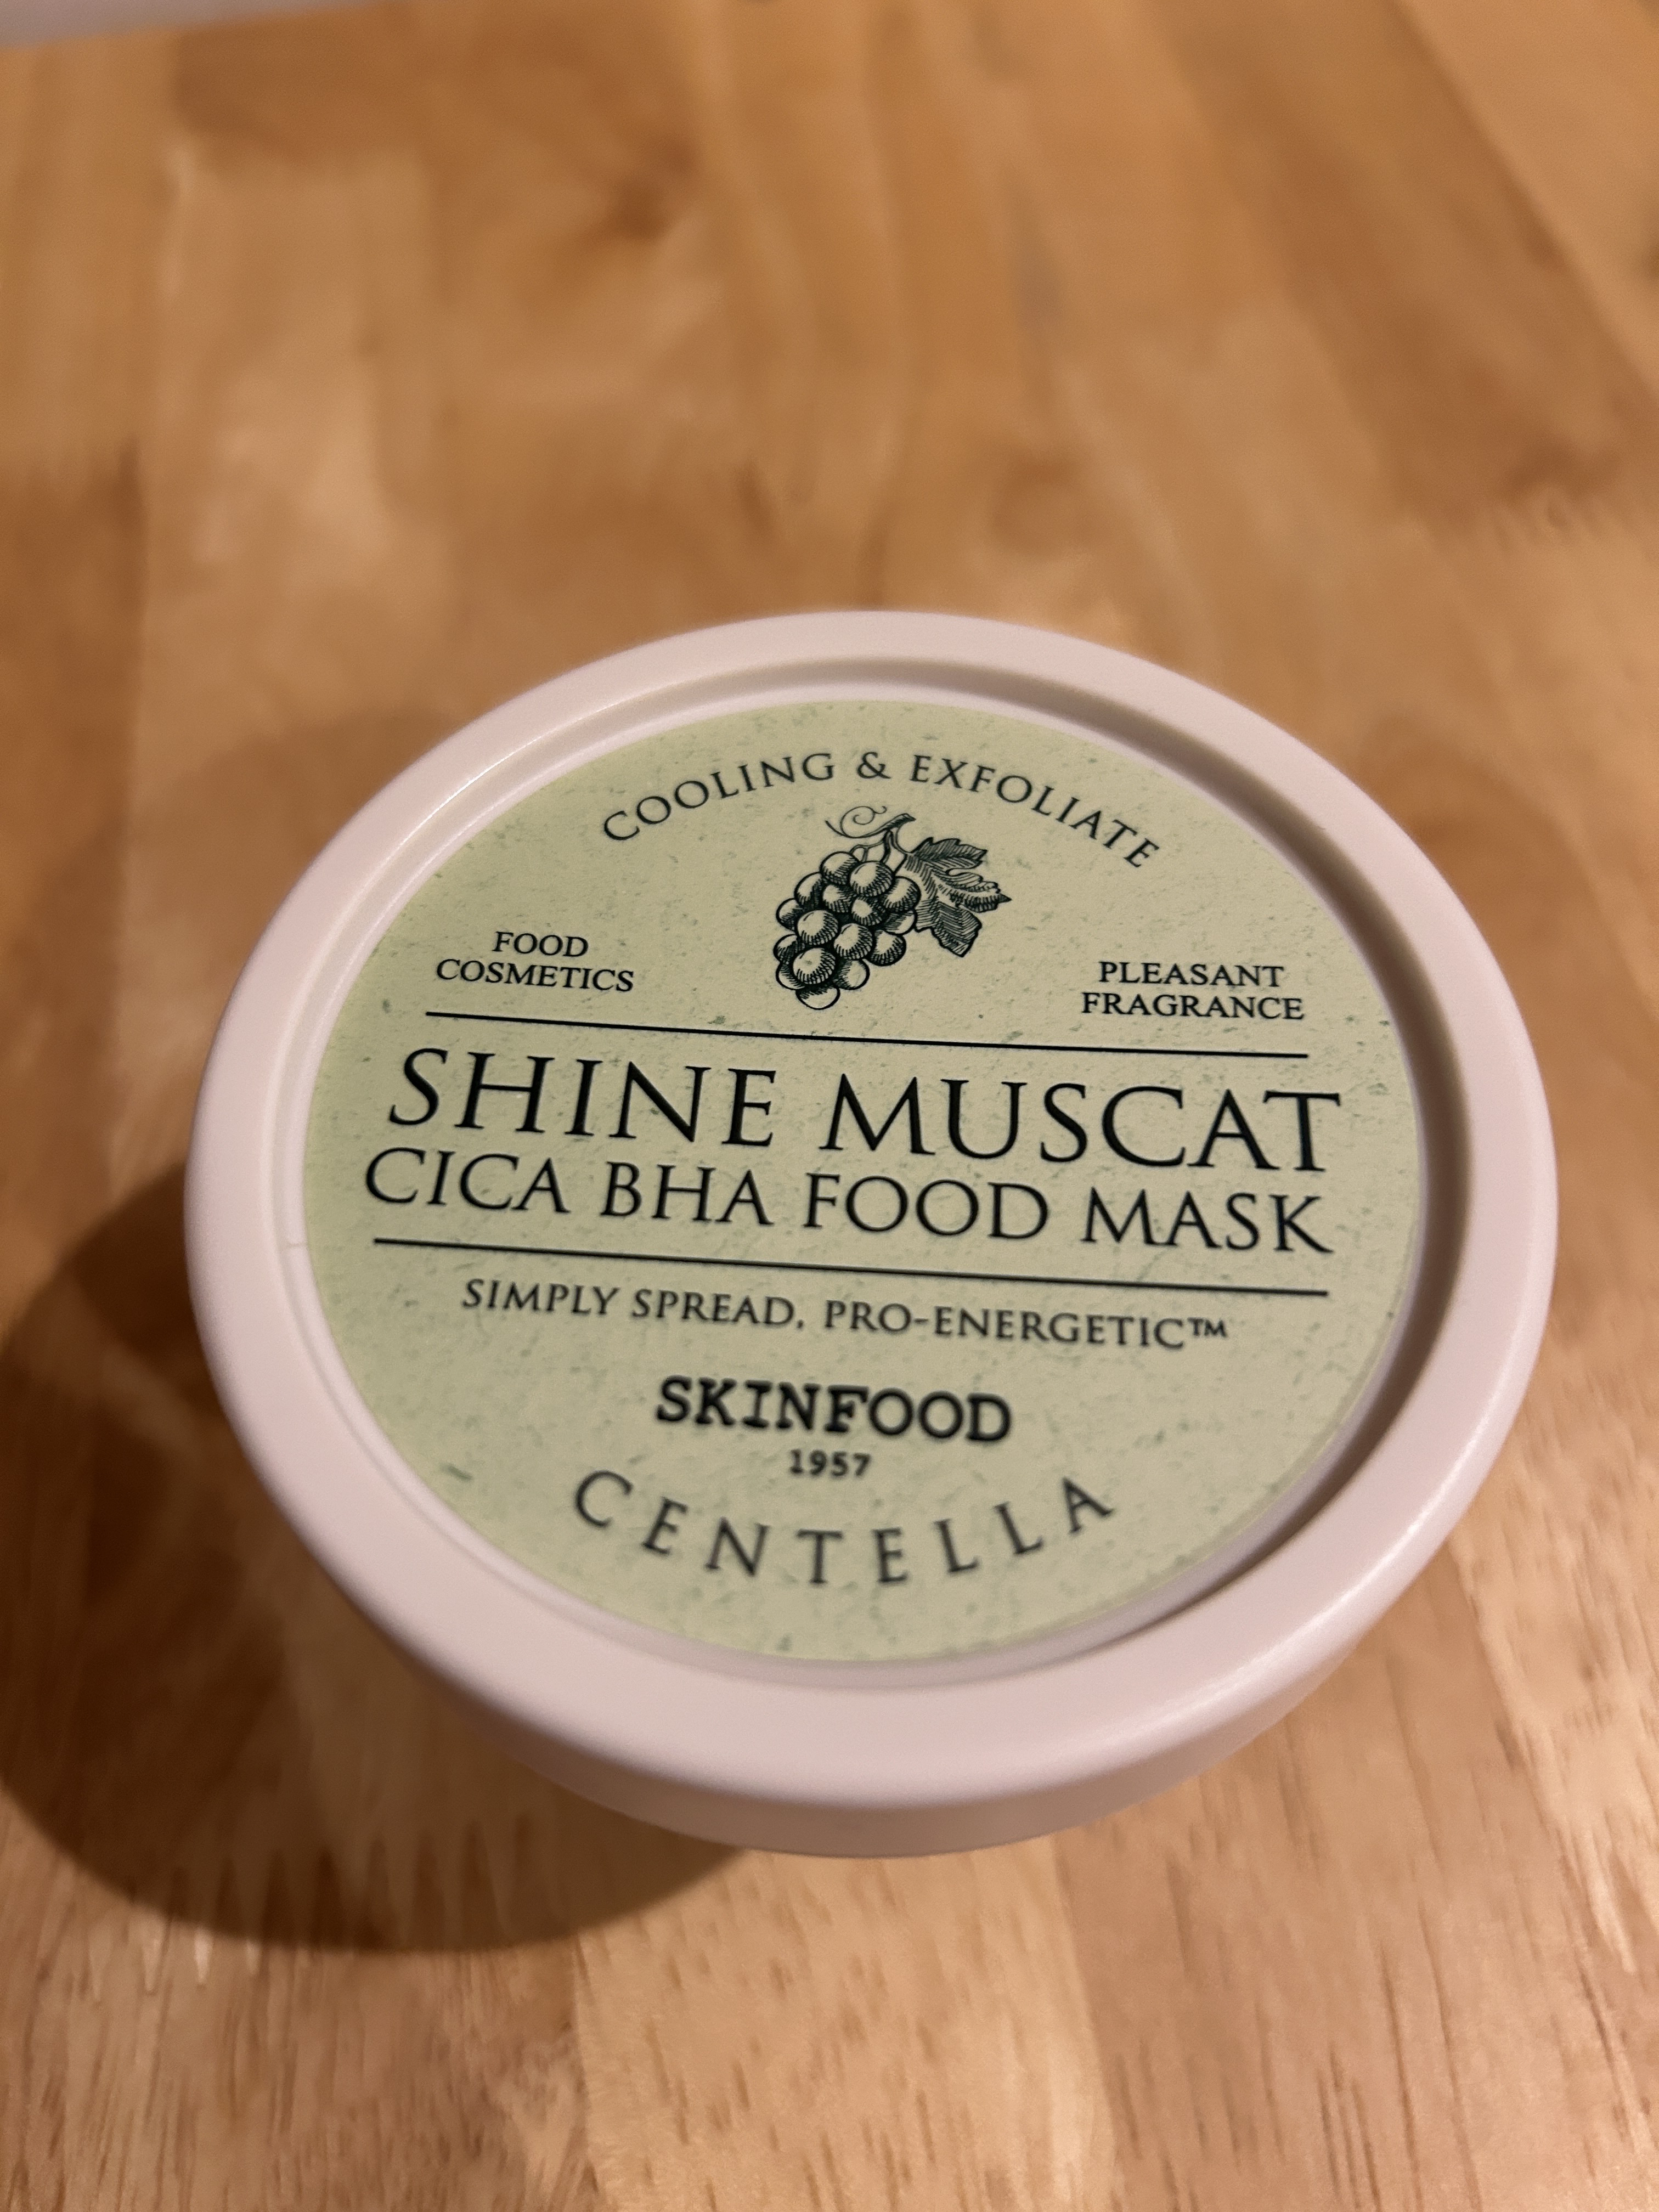 COOLING & EXFOLIATE
FOOD
COSMETICS
PLEASANT
FRAGRANCE
SHINE MUSCAT
CICA BHA FOOD MASK
SIMPLY SPREAD, PRO-ENERGETIC™
SKINFOOD
1957
CENTELLA